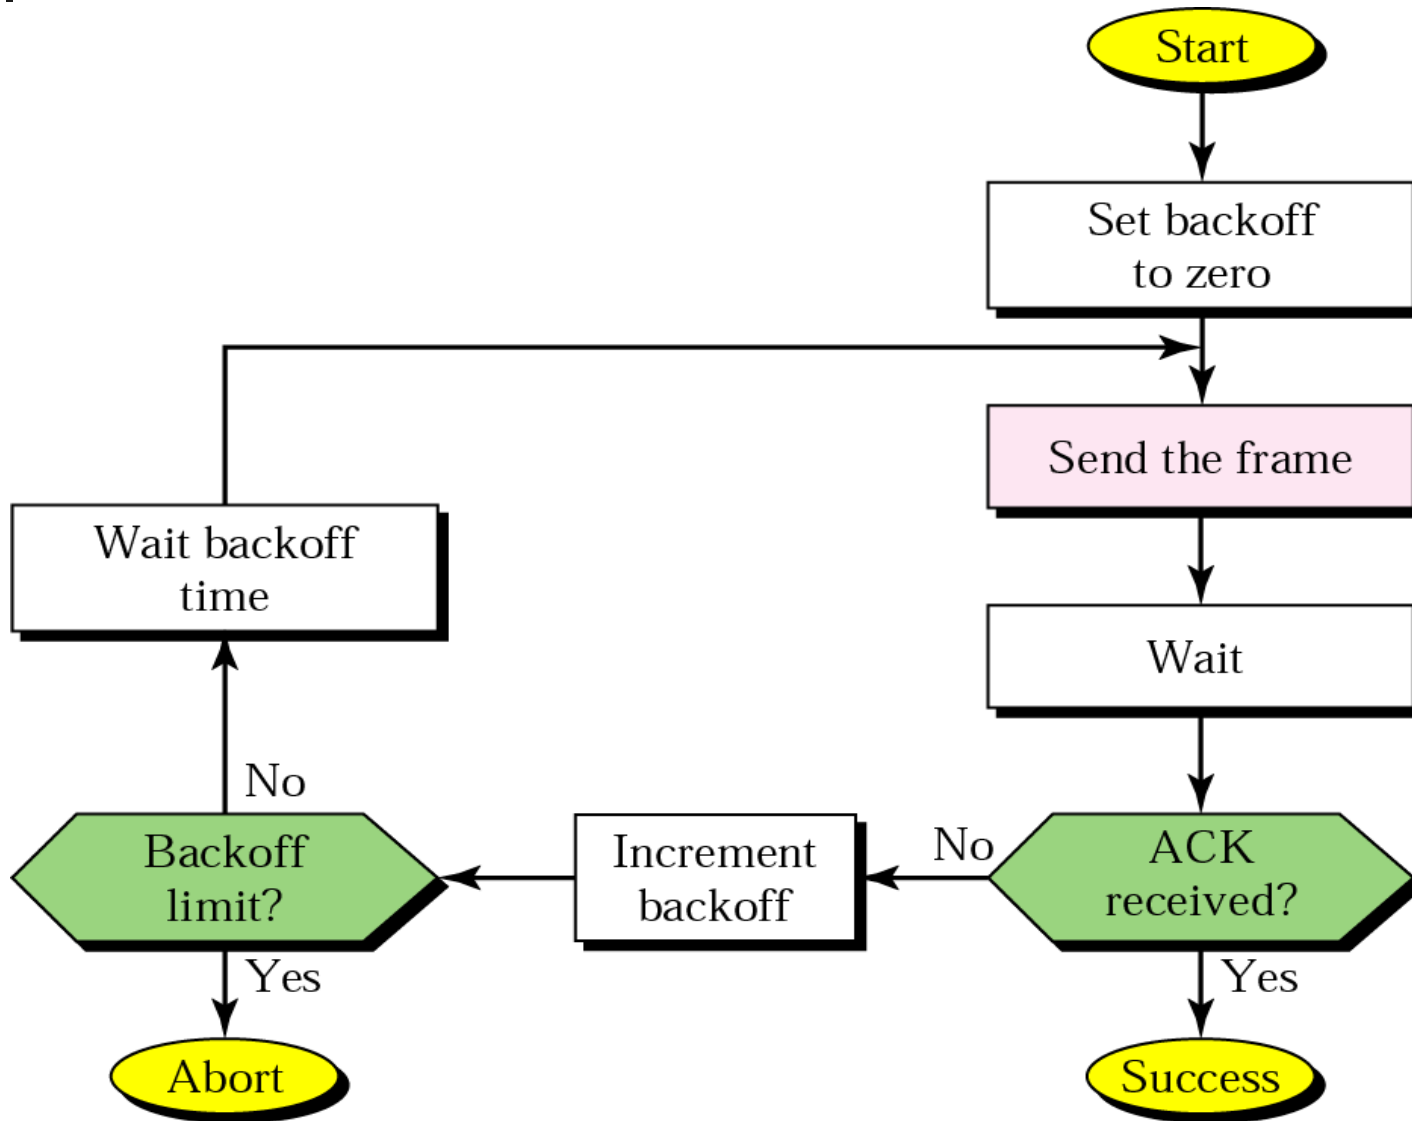 Start
Set backoff
to zero
Send the frame
Wait
ACK
received?
Yes
Success
No
Increment
backoff
Backoff
limit?
Yes
Abort
No
Wait backoff
time